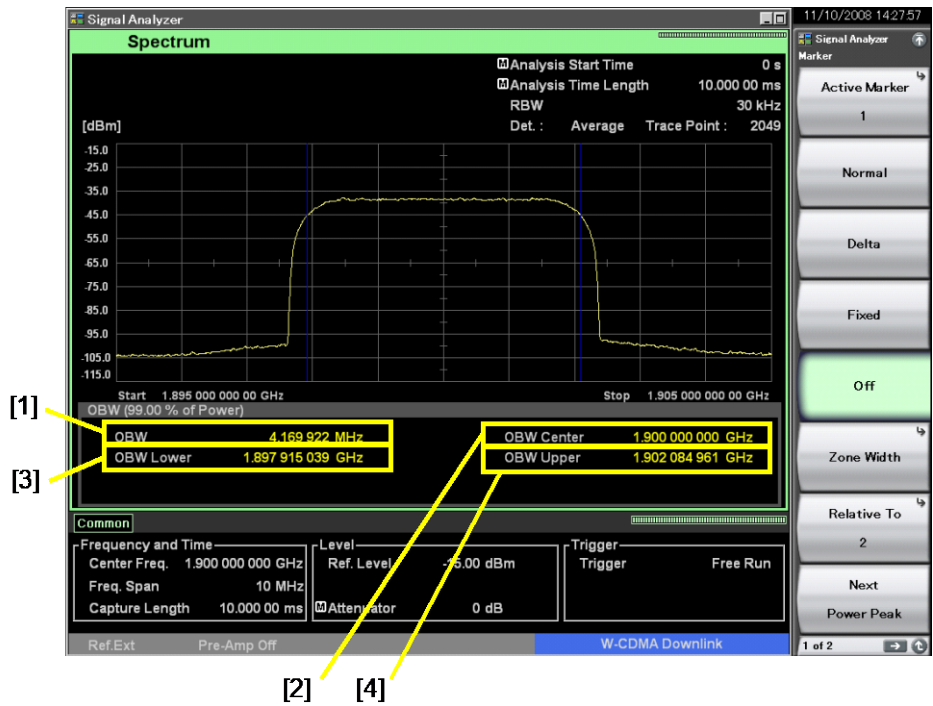 Signal Analyzer
11/10/2008 14:27:57
Spectrum
Analysis Start Time 0 s
Analysis Time Length 10.000 00 ms
RBW 30 kHz
Det. : Average Trace Point : 2049
[dBm]
-15.0
-25.0
-35.0
-45.0
-55.0
-65.0
-75.0
-85.0
-95.0
-105.0
-115.0
Start 1.895 000 000 00 GHz Stop 1.905 000 000 00 GHz
OBW (99.00 % of Power)
OBW 4.169 922 MHz OBW Center 1.900 000 000 GHz
OBW Lower 1.897 915 039 GHz OBW Upper 1.902 084 961 GHz
[1]
[3]
Common
Frequency and Time
Center Freq. 1.900 000 000 GHz
Freq. Span 10 MHz
Capture Length 10.000 00 ms
Level
Ref. Level -15.00 dBm
Attenuator 0 dB
Trigger
Trigger Free Run
Ref.Ext Pre-Amp Off W-CDMA Downlink
[2] [4]
Signal Analyzer
Marker
Active Marker
1
Normal
Delta
Fixed
Off
Zone Width
Relative To
2
Next
Power Peak
1 of 2